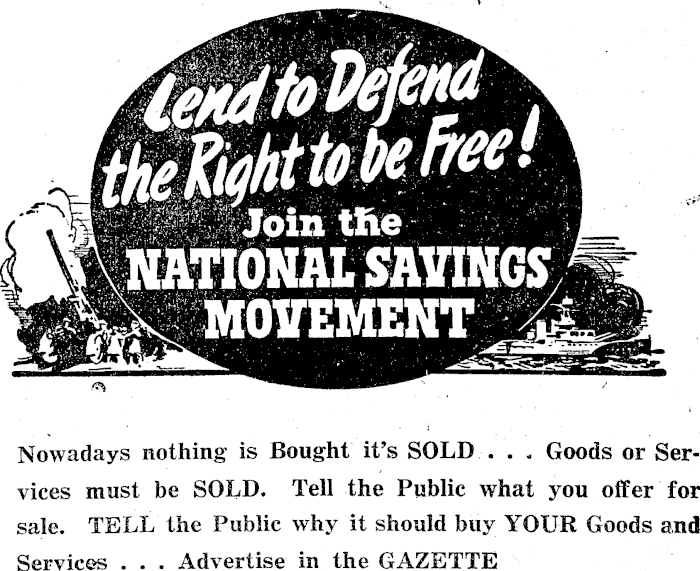 Lend to Defend
the Right to be Free!
Join the
NATIONAL SAVINGS
MOVEMENT
Nowadays nothing is Bought it's SOLD . . . Goods or Ser-
vices must be SOLD. Tell the Public what you offer for
sale. TELL the Public why it should buy YOUR Goods and
Services . . . Advertise in the GAZETTE